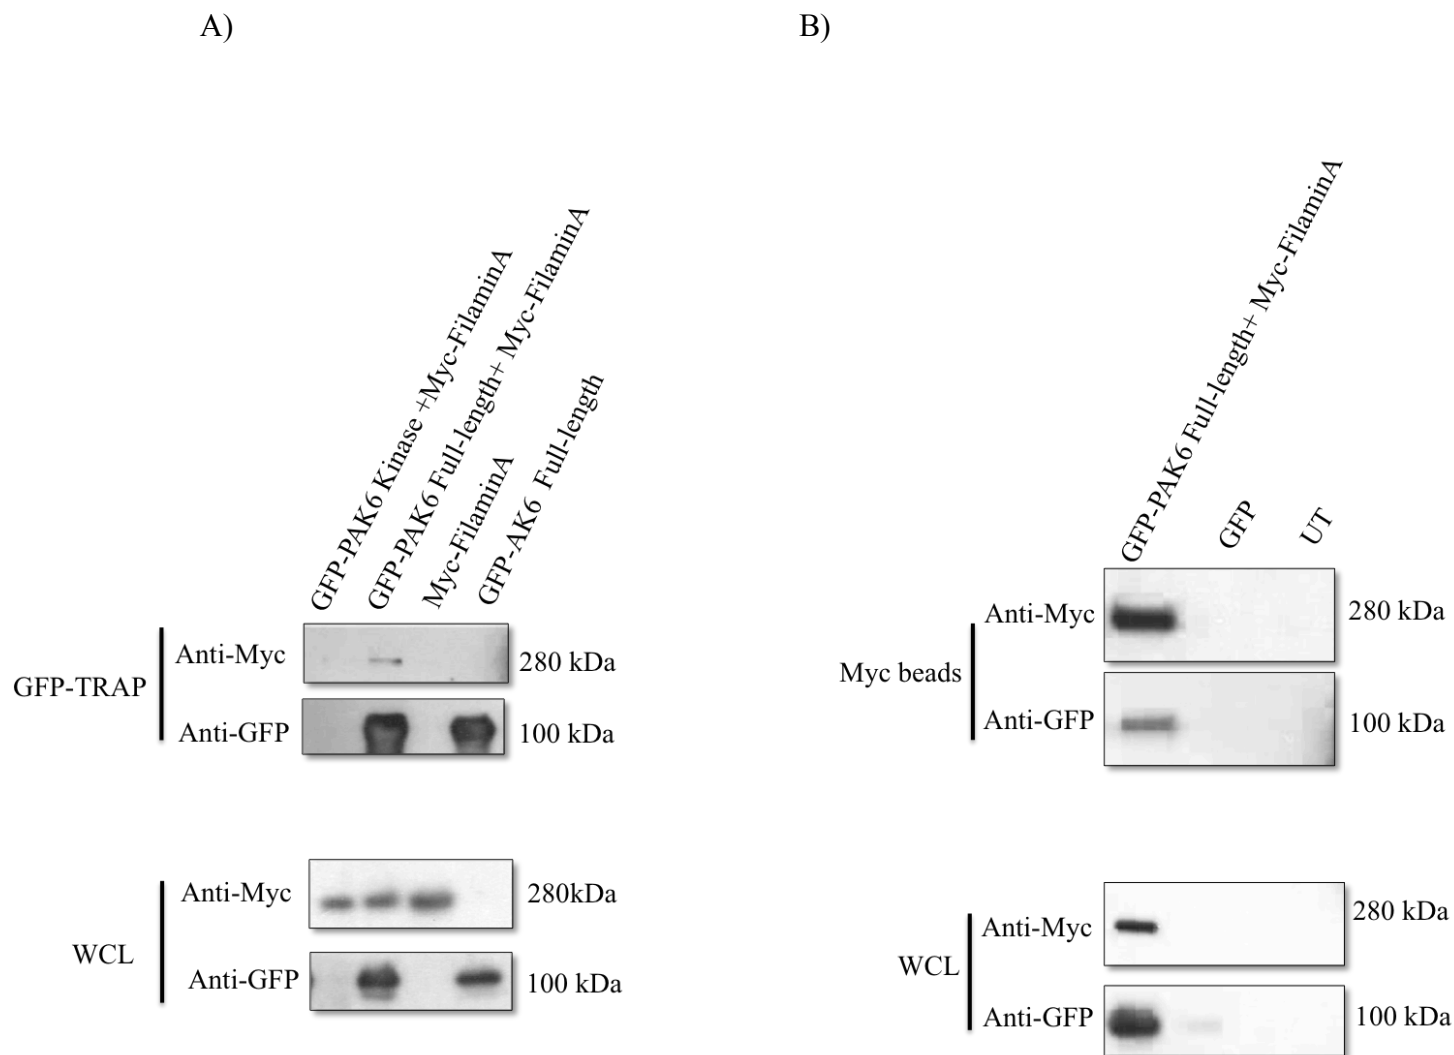 A)
GFP-PAK6 Kinase +Myc-FilaminA
GFP-PAK6 Full-length+ Myc-FilaminA
Myc-FilaminA
GFP-AK6 Full-length
GFP-TRAP
Anti-Myc
280 kDa
Anti-GFP
100 kDa
WCL
Anti-Myc
280kDa
Anti-GFP
100 kDa
B)
GFP-PAK6 Full-length+ Myc-FilaminA
GFP
UT
Myc beads
Anti-Myc
280 kDa
Anti-GFP
100 kDa
WCL
Anti-Myc
280 kDa
Anti-GFP
100 kDa